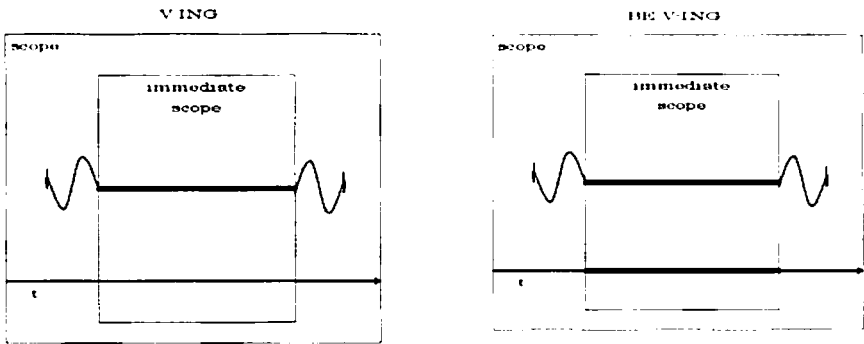 V-ING
scope
immediate
scope
t
BE V-ING
scope
immediate
scope
t